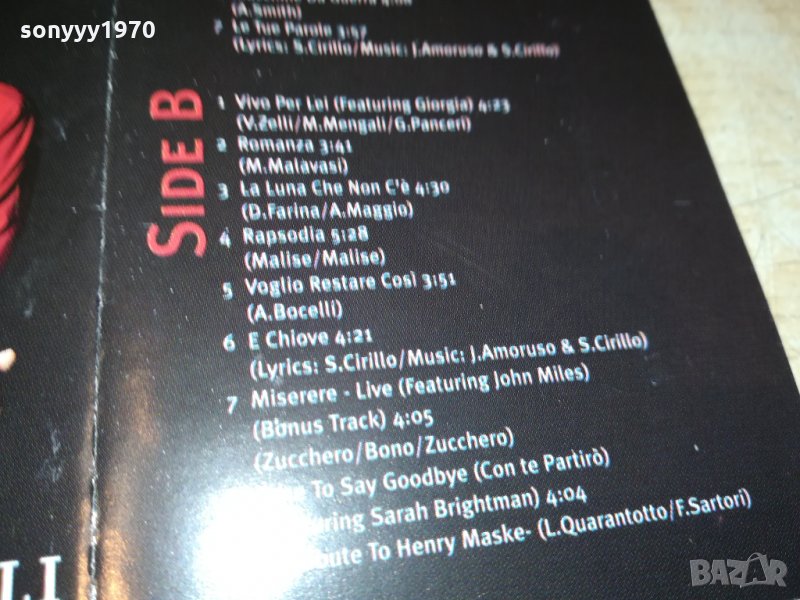 sonyyy1970
(A.Smith)
7 Le Tue Parole 3:57
(Lyrics: S.Cirillo/Music: J.Amoruso & S.Cirillo)
SIDE B
1 Vivo Per Lei (Featuring Giorgia) 4:23
(V.Zelli/M.Mengali/G.Panceri)
2 Romanza 3:41
(M.Malavasi)
3 La Luna Che Non C'è 4:30
(D.Farina/A.Maggio)
4 Rapsodia 5:28
(Malise/Malise)
5 Voglio Restare Così 3:51
(A.Bocelli)
6 E Chiove 4:21
(Lyrics: S.Cirillo/Music: J.Amoruso & S.Cirillo)
7 Miserere - Live (Featuring John Miles)
(Bonus Track) 4:05
(Zucchero/Bono/Zucchero)
To Say Goodbye (Con te Partirò)
Sarah Brightman) 4:04
To Henry Maske- (L.Quarantotto/F.Sartori)
LI
BAZAR